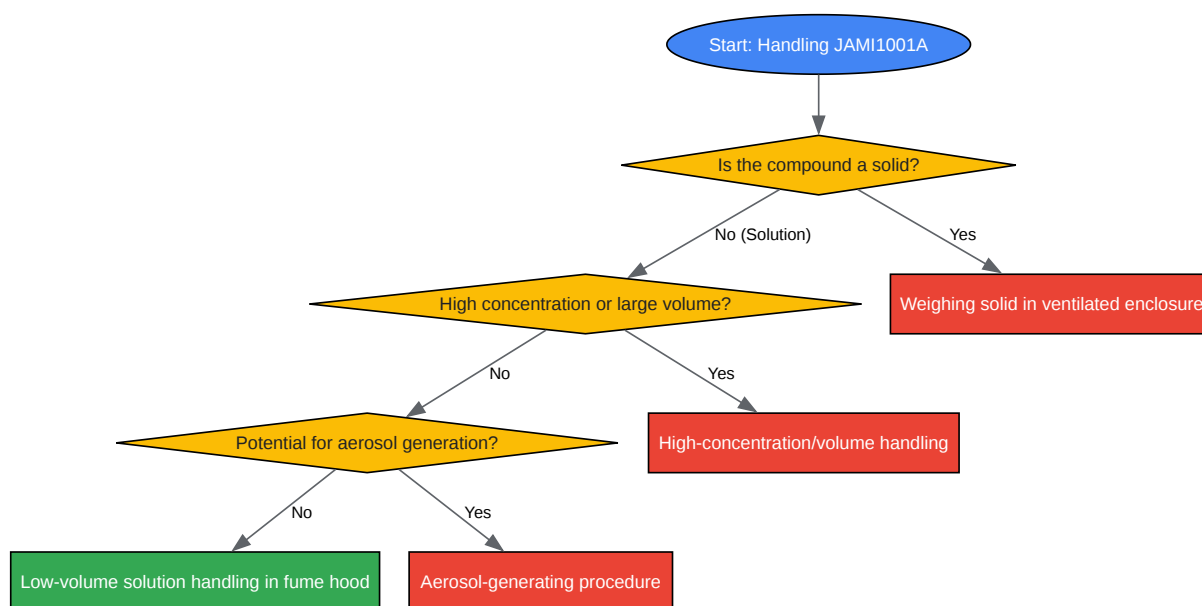 Start: Handling JAMI1001A
Is the compound a solid?
No (Solution)
Yes
High concentration or large volume?
Weighing solid in ventilated enclosure
No
Yes
Potential for aerosol generation?
High-concentration/volume handling
No
Yes
Low-volume solution handling in fume hood
Aerosol-generating procedure